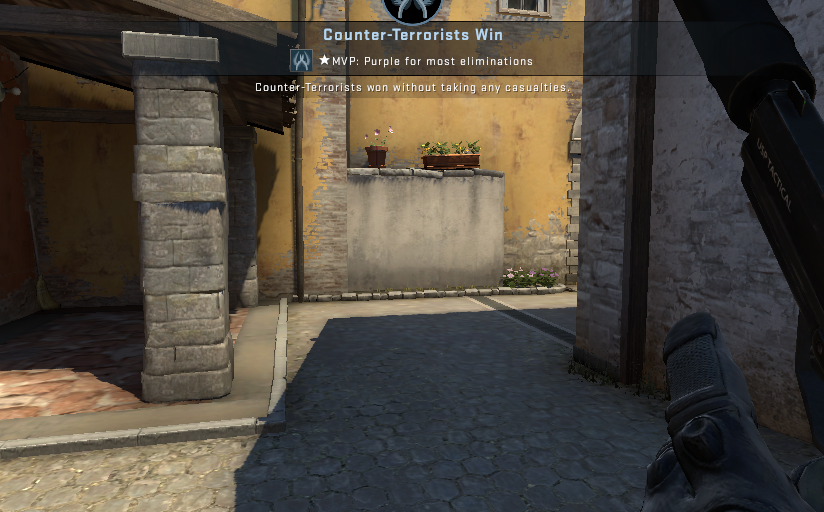 Counter-Terrorists Win
★MVP: Purple for most eliminations
Counter-Terrorists won without taking any casualties.
USP TACTICAL